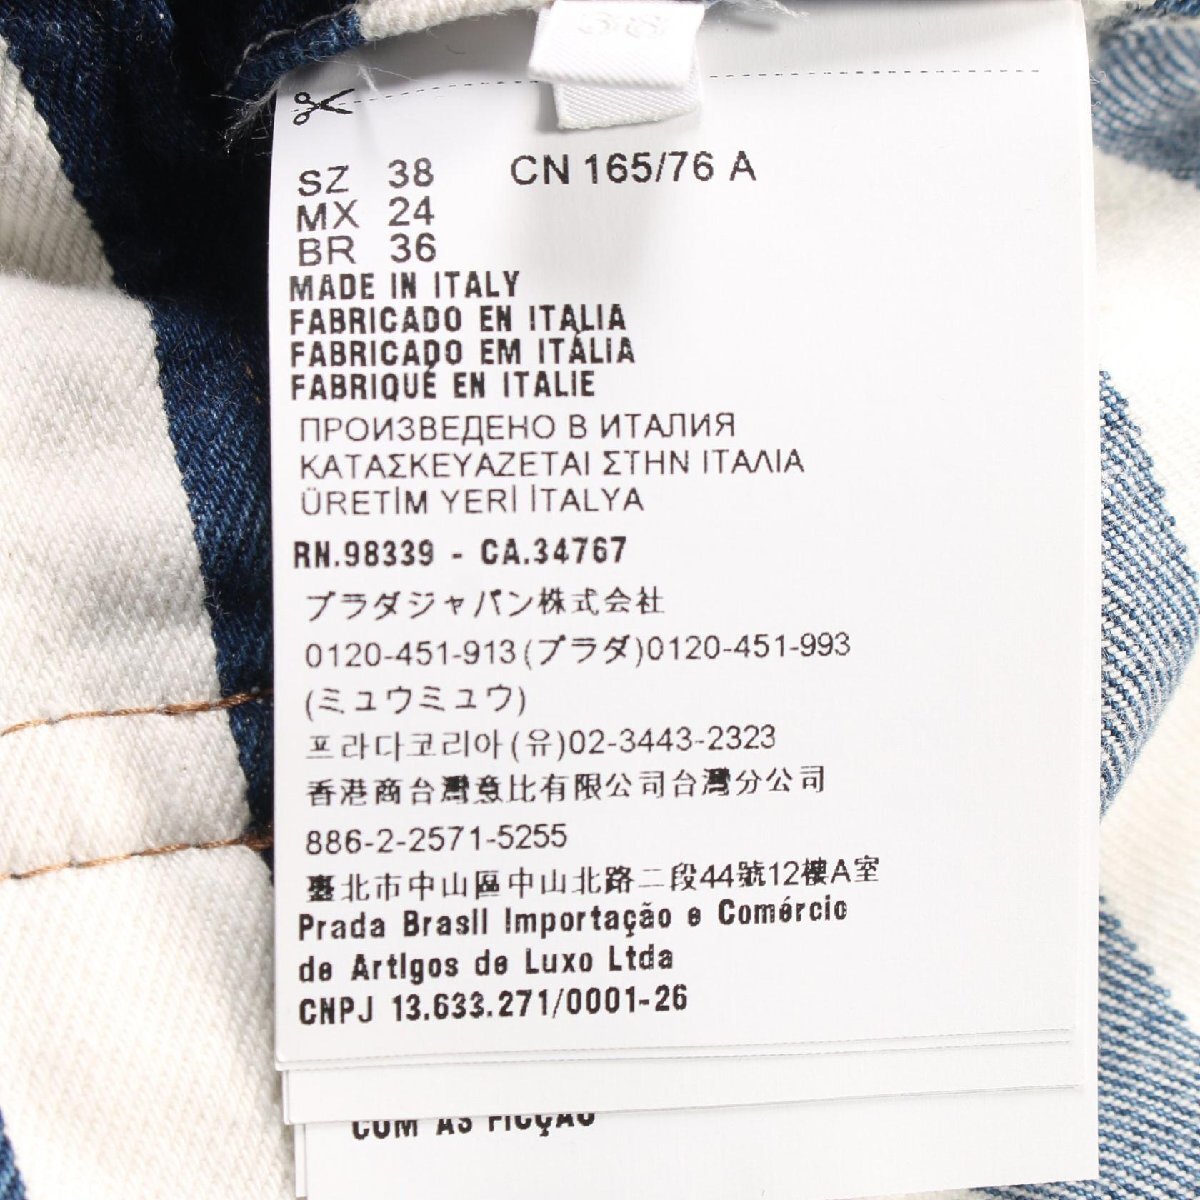 38
SZ 38 CN 165/76 A
MX 24
BR 36
MADE IN ITALY
FABRICADO EN ITALIA
FABRICADO EM ITÁLIA
FABRIQUÉ EN ITALIE
ПРОИЗВЕДЕНО В ИТАЛИЯ
ΚΑΤΑΣΚΕΥΑΖΕΤΑΙ ΣΤΗΝ ΙΤΑΛΙΑ
ÜRETİM YERİ İTALYA
RN.98339 - CA.34767
プラダジャパン株式会社
0120-451-913(プラダ)0120-451-993
(ミュウミュウ)
프라다코리아(유)02-3443-2323
香港商台灣意比有限公司台灣分公司
886-2-2571-5255
臺北市中山區中山北路二段44號12樓A室
Prada Brasil Importação e Comércio
de Artigos de Luxo Ltda
CNPJ 13.633.271/0001-26
COM AS FICÇÃO